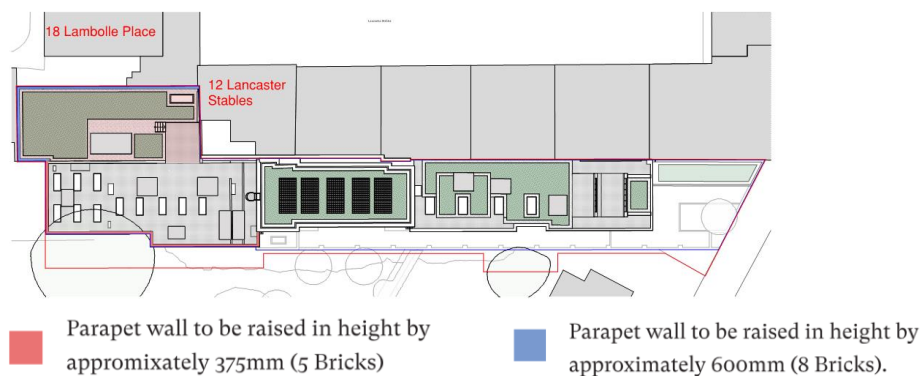 18 Lambolle Place
12 Lancaster
Stables
Parapet wall to be raised in height by
appromixately 375mm (5 Bricks)
Parapet wall to be raised in height by
approximately 600mm (8 Bricks).